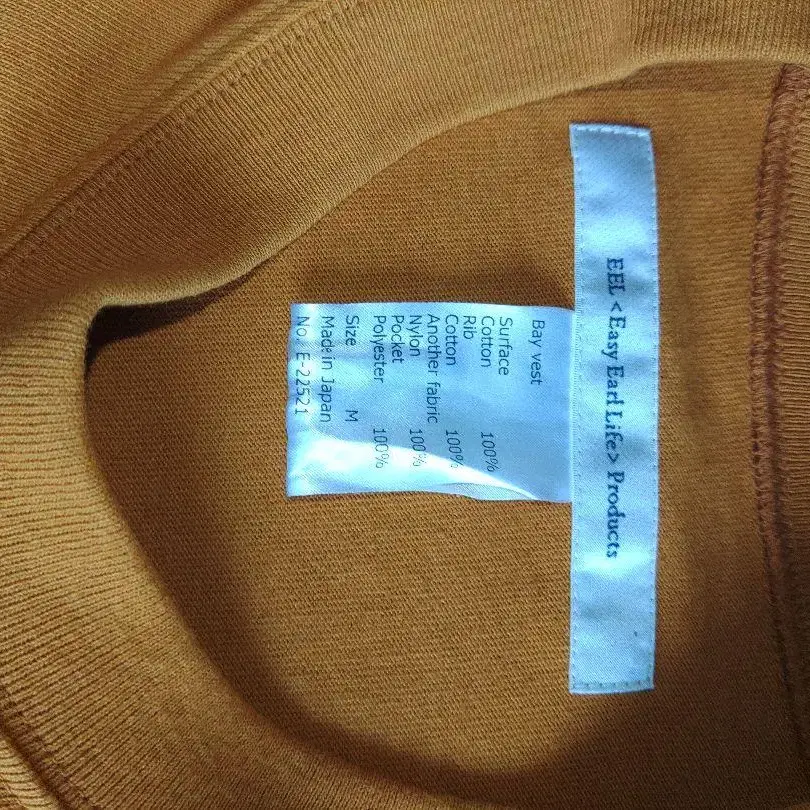 EEL <Easy Earl Life> Products
Bay vest
Surface
Cotton 100%
Rib
Cotton 100%
Another fabric
Nylon 100%
Pocket
Polyester 100%
Size M
Made in Japan
No. E-22521